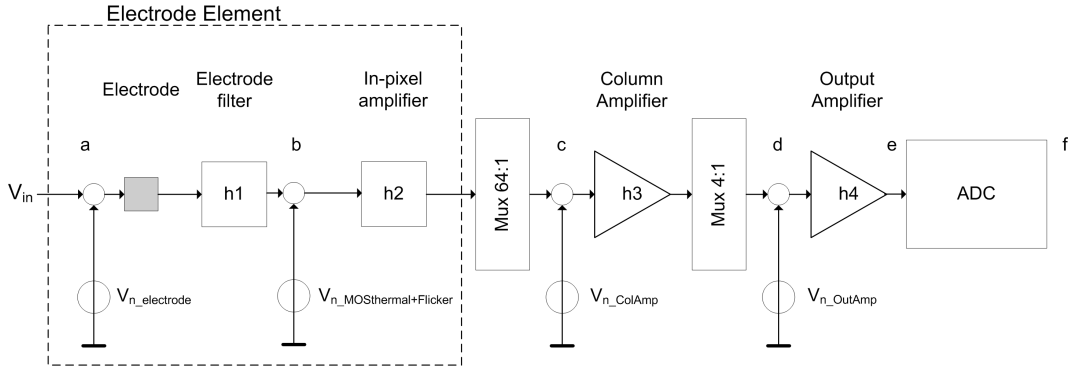 Electrode Element
Electrode
Electrode
filter
In-pixel
amplifier
Column
Amplifier
Output
Amplifier
a
b
c
d
e
f
Vin
h1
h2
Mux 64:1
h3
Mux 4:1
h4
ADC
Vn_electrode
Vn_MOSthermal+Flicker
Vn_ColAmp
Vn_OutAmp